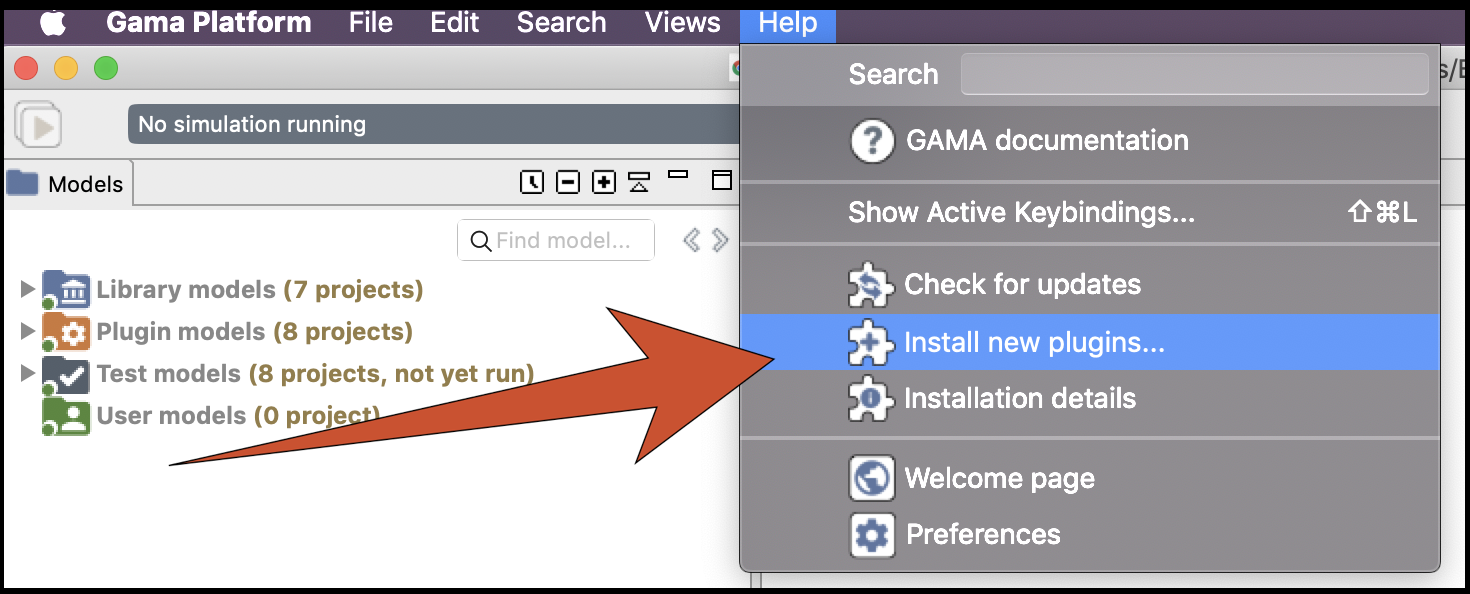 Gama Platform File Edit Search Views Help
Search
No simulation running
GAMA documentation
Models
Show Active Keybindings... ⇧⌘L
Find model...
Library models (7 projects)
Plugin models (8 projects)
Test models (8 projects, not yet run)
User models (0 project)
Check for updates
Install new plugins...
Installation details
Welcome page
Preferences